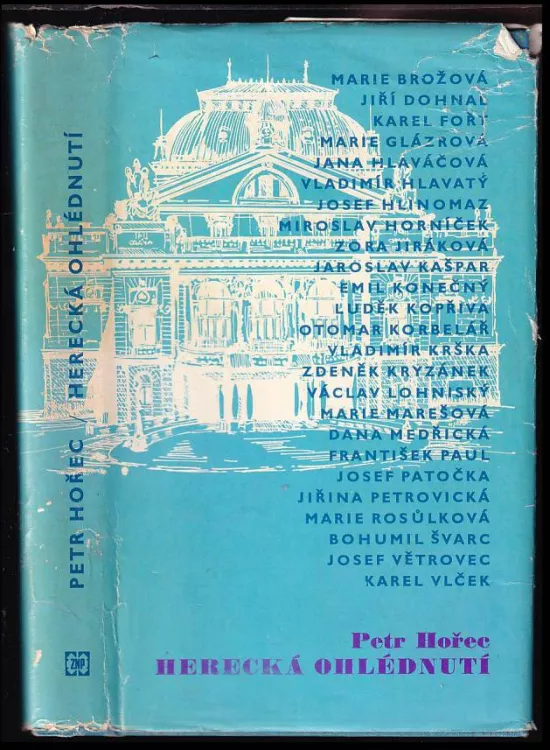 PETR HOŘEC / HERECKÁ OHLÉDNUTÍ
ZNP
MARIE BROŽOVÁ
JIŘÍ DOHNAL
KAREL FOŘT
MARIE GLÁZROVÁ
JANA HLAVÁČOVÁ
VLADIMÍR HLAVATÝ
JOSEF HLINOMAZ
MIROSLAV HORNÍČEK
ZORA JIRÁKOVÁ
JAROSLAV KAŠPAR
EMIL KONEČNÝ
LUDĚK KOPŘIVA
OTOMAR KORBELÁŘ
VLADIMÍR KRŠKA
ZDENĚK KRYZÁNEK
VÁCLAV LOHNISKÝ
MARIE MAREŠOVÁ
DANA MEDŘICKÁ
FRANTIŠEK PAUL
JOSEF PATOČKA
JIŘINA PETROVICKÁ
MARIE ROSŮLKOVÁ
BOHUMIL ŠVARC
JOSEF VĚTROVEC
KAREL VLČEK
Petr Hořec
HERECKÁ OHLÉDNUTÍ